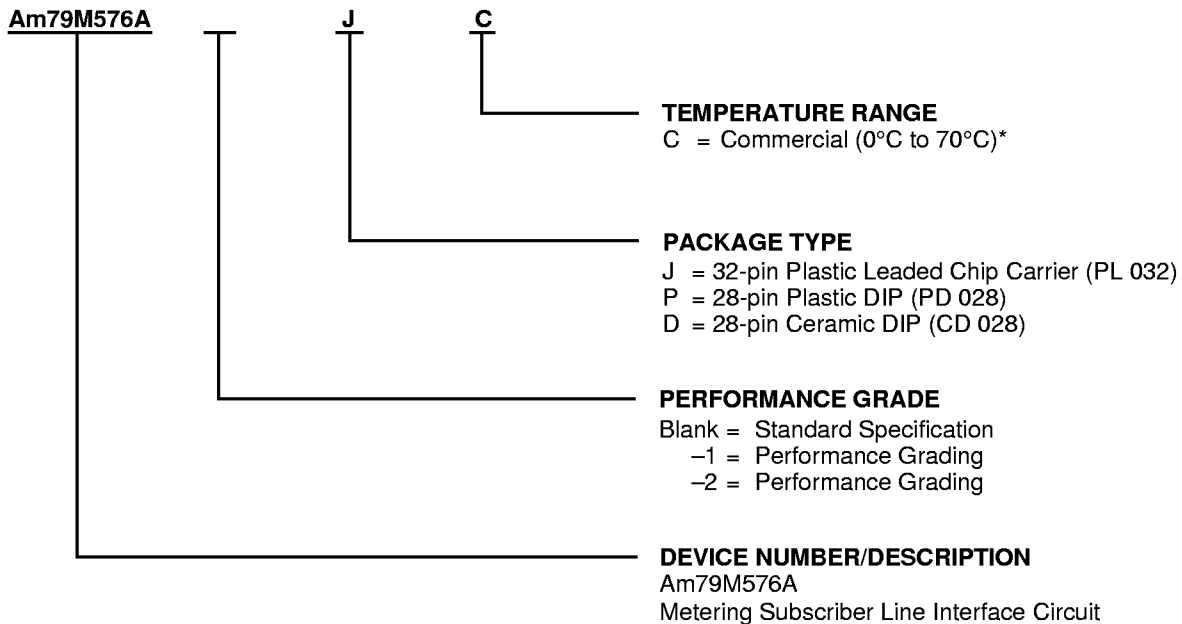 Am79M576A J C
TEMPERATURE RANGE
C = Commercial (0°C to 70°C)*
PACKAGE TYPE
J = 32-pin Plastic Leaded Chip Carrier (PL 032)
P = 28-pin Plastic DIP (PD 028)
D = 28-pin Ceramic DIP (CD 028)
PERFORMANCE GRADE
Blank = Standard Specification
–1 = Performance Grading
–2 = Performance Grading
DEVICE NUMBER/DESCRIPTION
Am79M576A
Metering Subscriber Line Interface Circuit